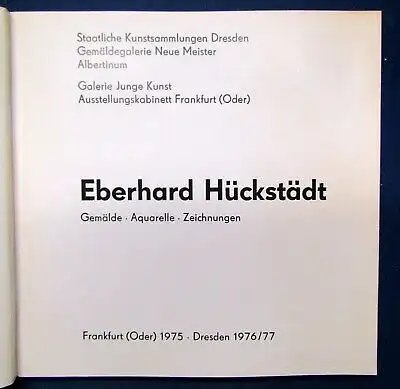 Staatliche Kunstsammlungen Dresden
Gemäldegalerie Neue Meister
Albertinum
Galerie Junge Kunst
Ausstellungskabinett Frankfurt (Oder)
Eberhard Hückstädt
Gemälde · Aquarelle · Zeichnungen
Frankfurt (Oder) 1975 · Dresden 1976/77